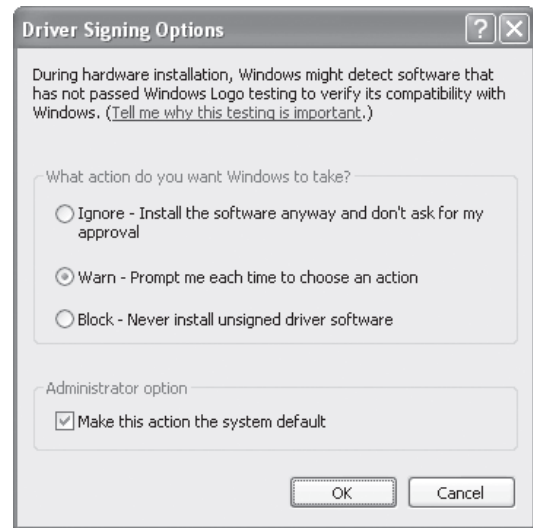 Driver Signing Options
During hardware installation, Windows might detect software that
has not passed Windows Logo testing to verify its compatibility with
Windows. (Tell me why this testing is important.)
What action do you want Windows to take?
Ignore - Install the software anyway and don't ask for my
approval
Warn - Prompt me each time to choose an action
Block - Never install unsigned driver software
Administrator option
Make this action the system default
OK Cancel